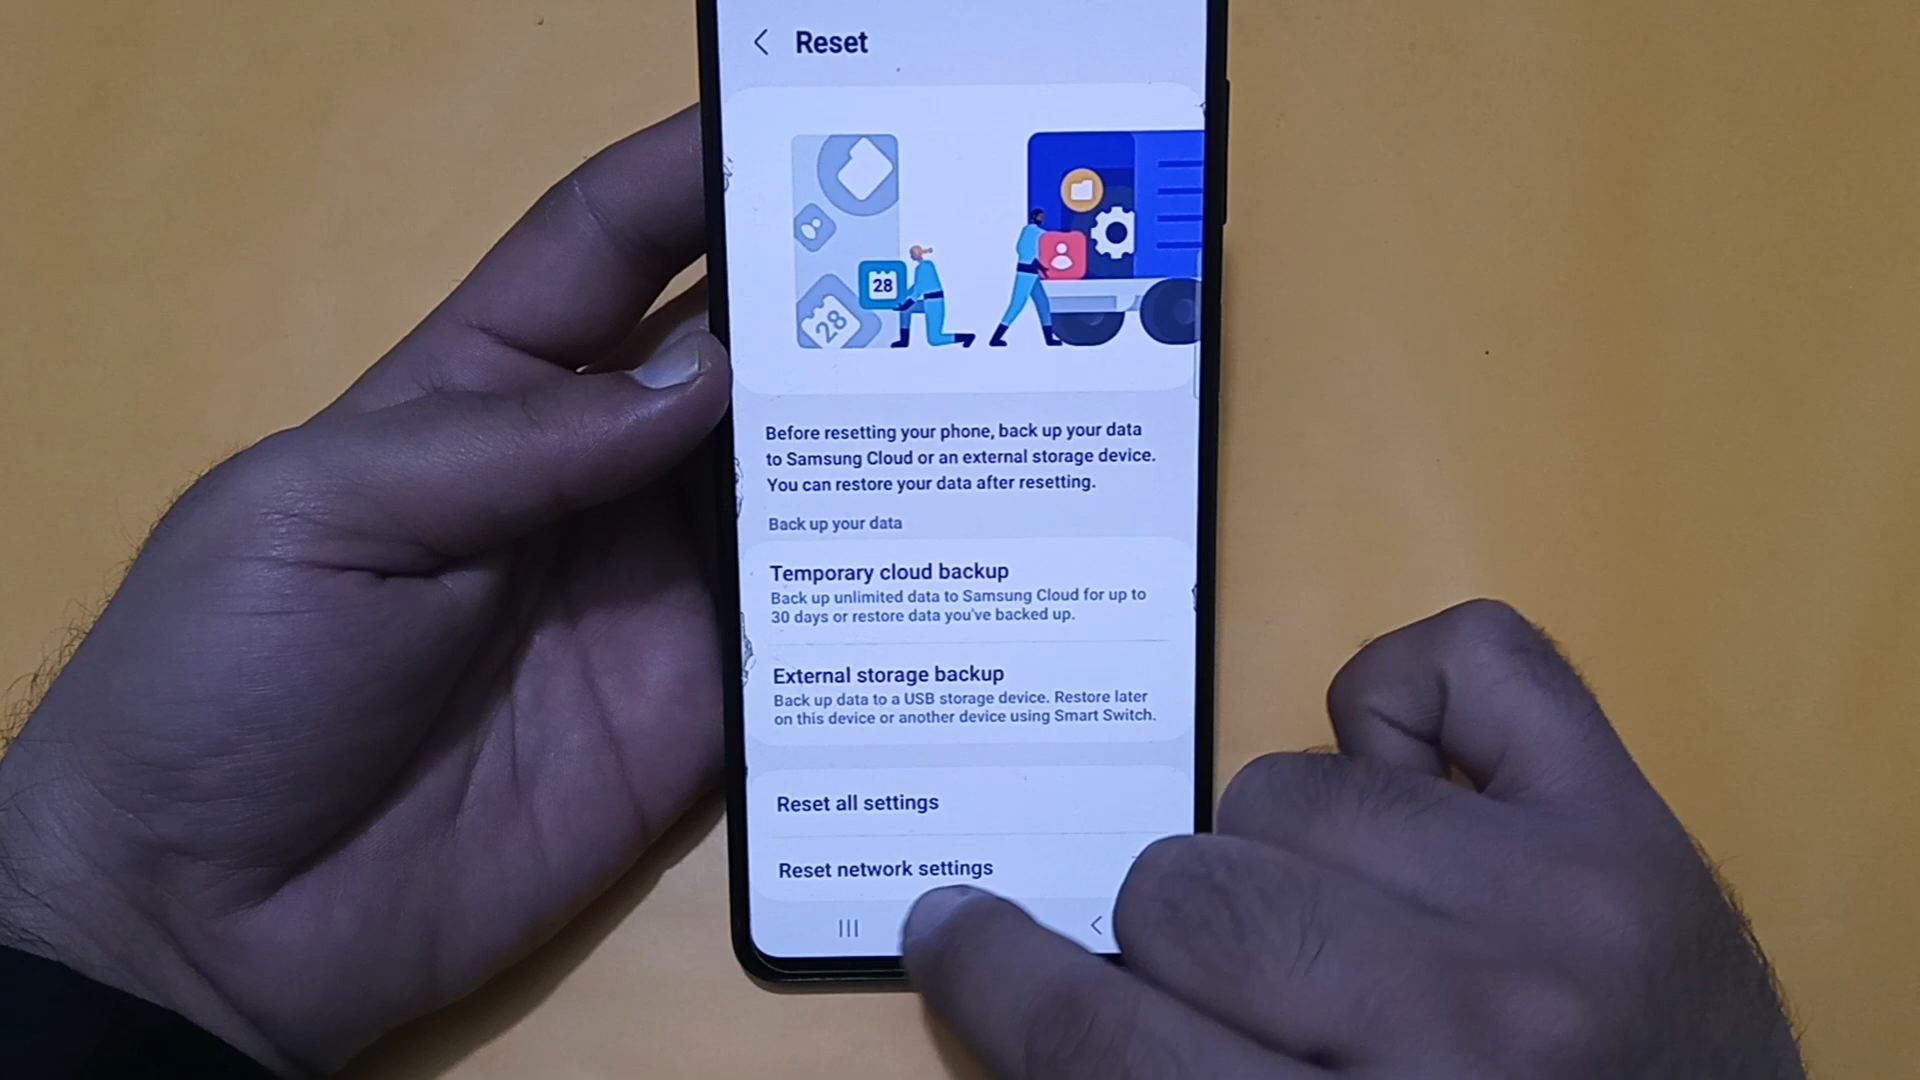 Reset
28
28
Before resetting your phone, back up your data
to Samsung Cloud or an external storage device.
You can restore your data after resetting.
Back up your data
Temporary cloud backup
Back up unlimited data to Samsung Cloud for up to
30 days or restore data you've backed up.
External storage backup
Back up data to a USB storage device. Restore later
on this device or another device using Smart Switch.
Reset all settings
Reset network settings